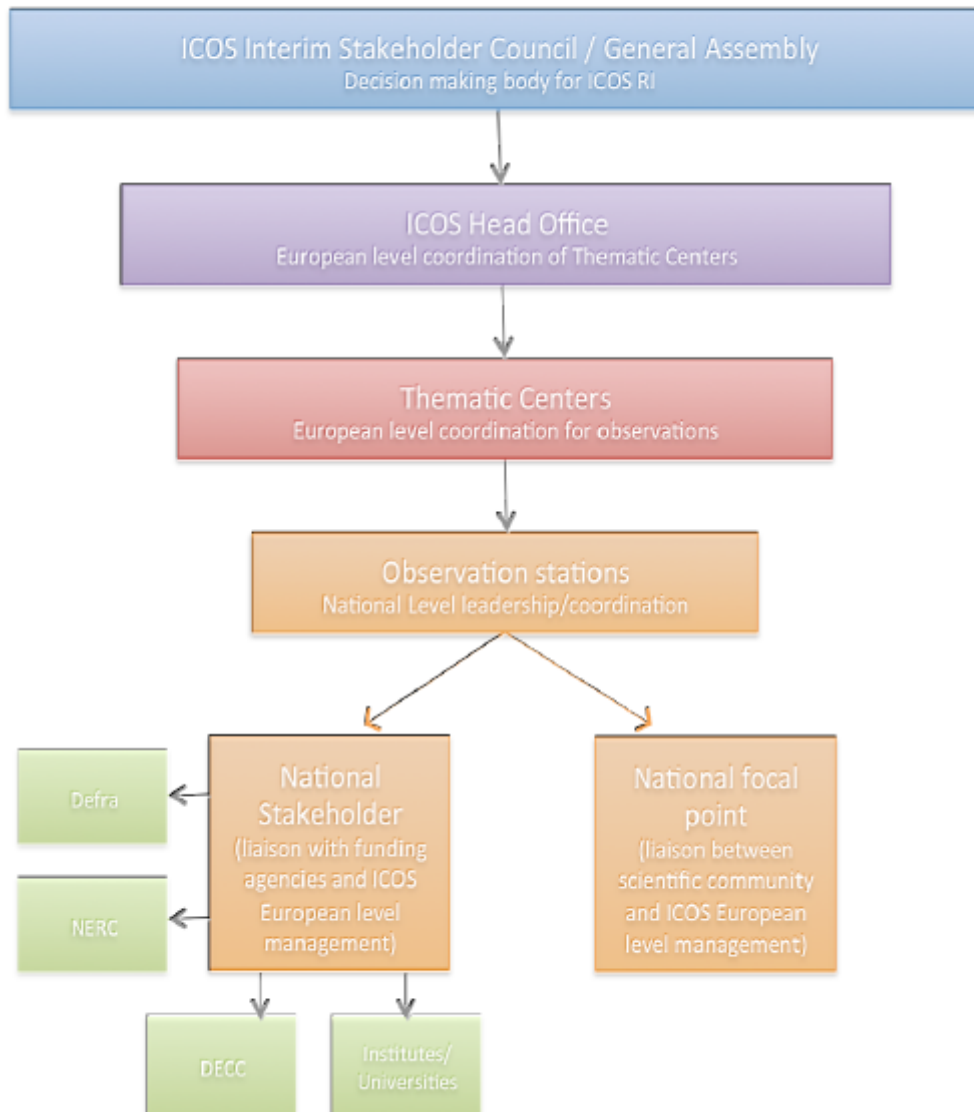 ICOS Interim Stakeholder Council / General Assembly
Decision making body for ICOS RI
ICOS Head Office
European level coordination of Thematic Centers
Thematic Centers
European level coordination for observations
Observation stations
National Level leadership/coordination
National
Stakeholder
(liaison with funding
agencies and ICOS
European level
management)
National focal
point
(liaison between
scientific community
and ICOS European
level management)
Defra
NERC
DECC
Institutes/
Universities